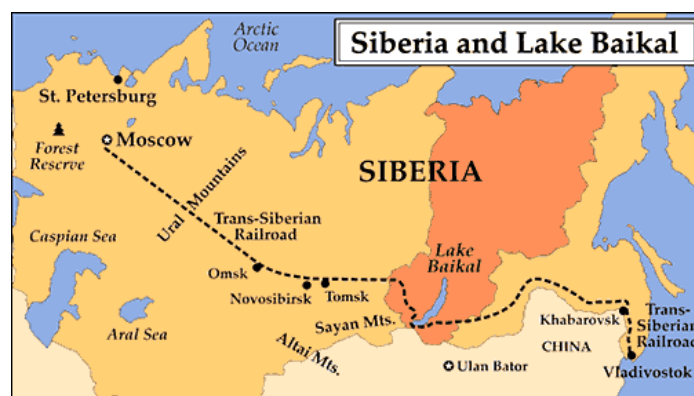 Arctic
Ocean
Siberia and Lake Baikal
St. Petersburg
Forest
Reserve
Moscow
Ural Mountains
SIBERIA
Trans-Siberian
Railroad
Caspian Sea
Lake
Baikal
Omsk
Novosibirsk
Tomsk
Aral Sea
Sayan Mts.
Altai Mts.
Khabarovsk
Trans-
Siberian
Railroad
CHINA
Ulan Bator
Vladivostok